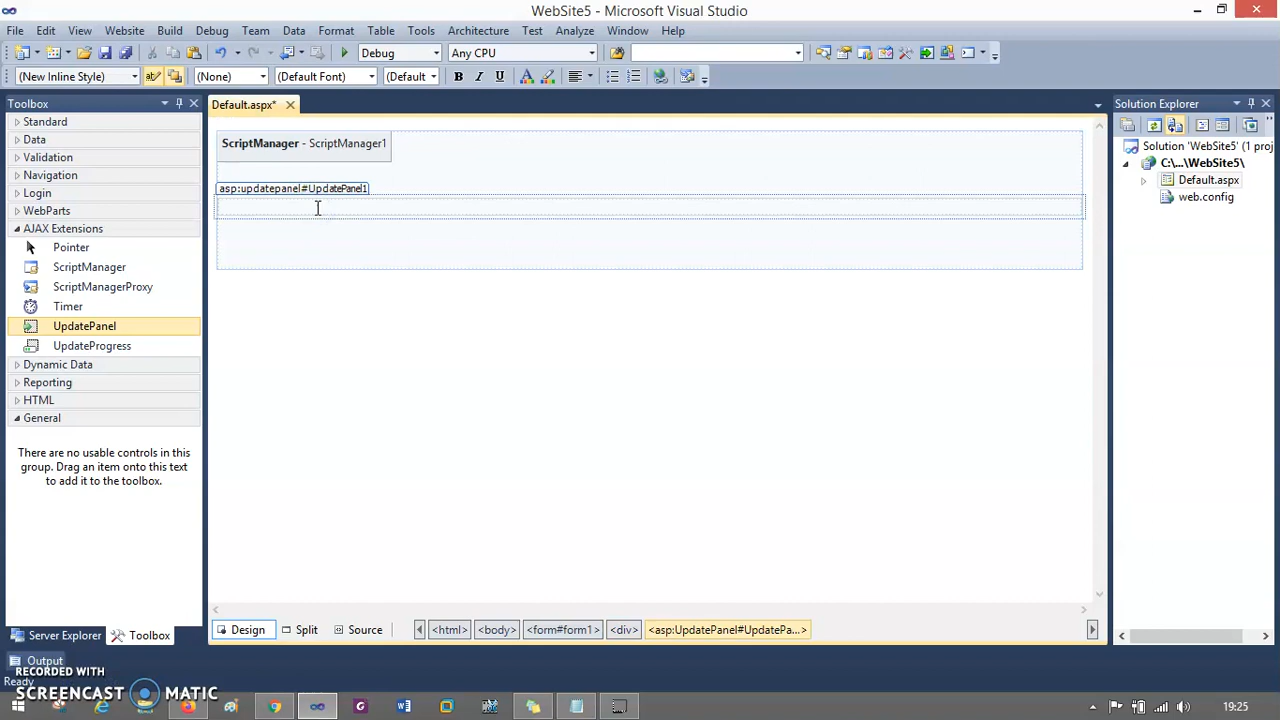 WebSite5 - Microsoft Visual Studio
File Edit View Website Build Debug Team Data Format Table Tools Architecture Test Analyze Window Help
Debug Any CPU
(New Inline Style) (None) (Default Font) (Default B I U A
Toolbox
Standard
Data
Validation
Navigation
Login
WebParts
AJAX Extensions
Pointer
ScriptManager
ScriptManagerProxy
Timer
UpdatePanel
UpdateProgress
Dynamic Data
Reporting
HTML
General
There are no usable controls in this
group. Drag an item onto this text
to add it to the toolbox.
Server Explorer Toolbox
Default.aspx*
ScriptManager - ScriptManager1
asp:updatepanel#UpdatePanel1
Design Split Source <html> <body> <form#form1> <div> <asp:UpdatePanel#UpdatePa...>
Solution Explorer
Solution 'WebSite5' (1 proj
C:\...\WebSite5\
Default.aspx
web.config
Output
Ready
RECORDED WITH
SCREENCAST MATIC
19:25